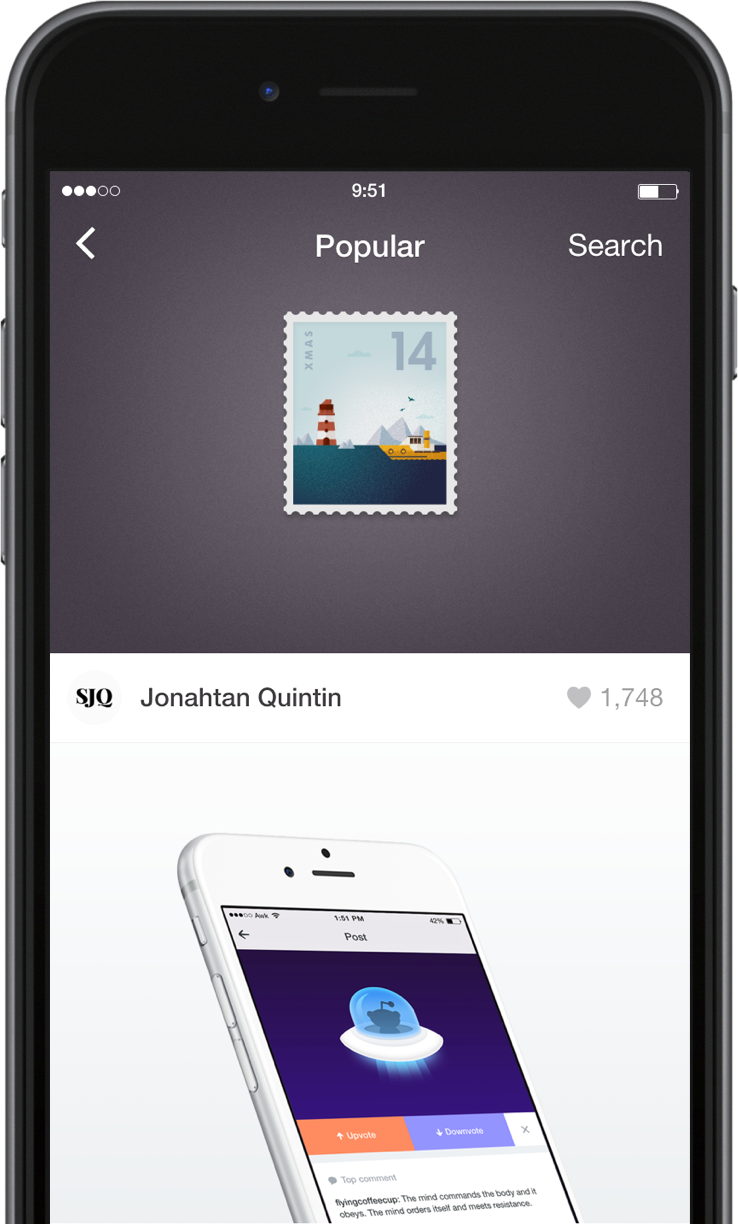 9:51
Popular
Search
XMAS
14
SJQ
Jonahtan Quintin
1,748
Awk
1:51 PM
42%
Post
Upvote
Downvote
Top comment
flyingcoffeecup: The mind commands the body and it
obeys. The mind orders itself and meets resistance.